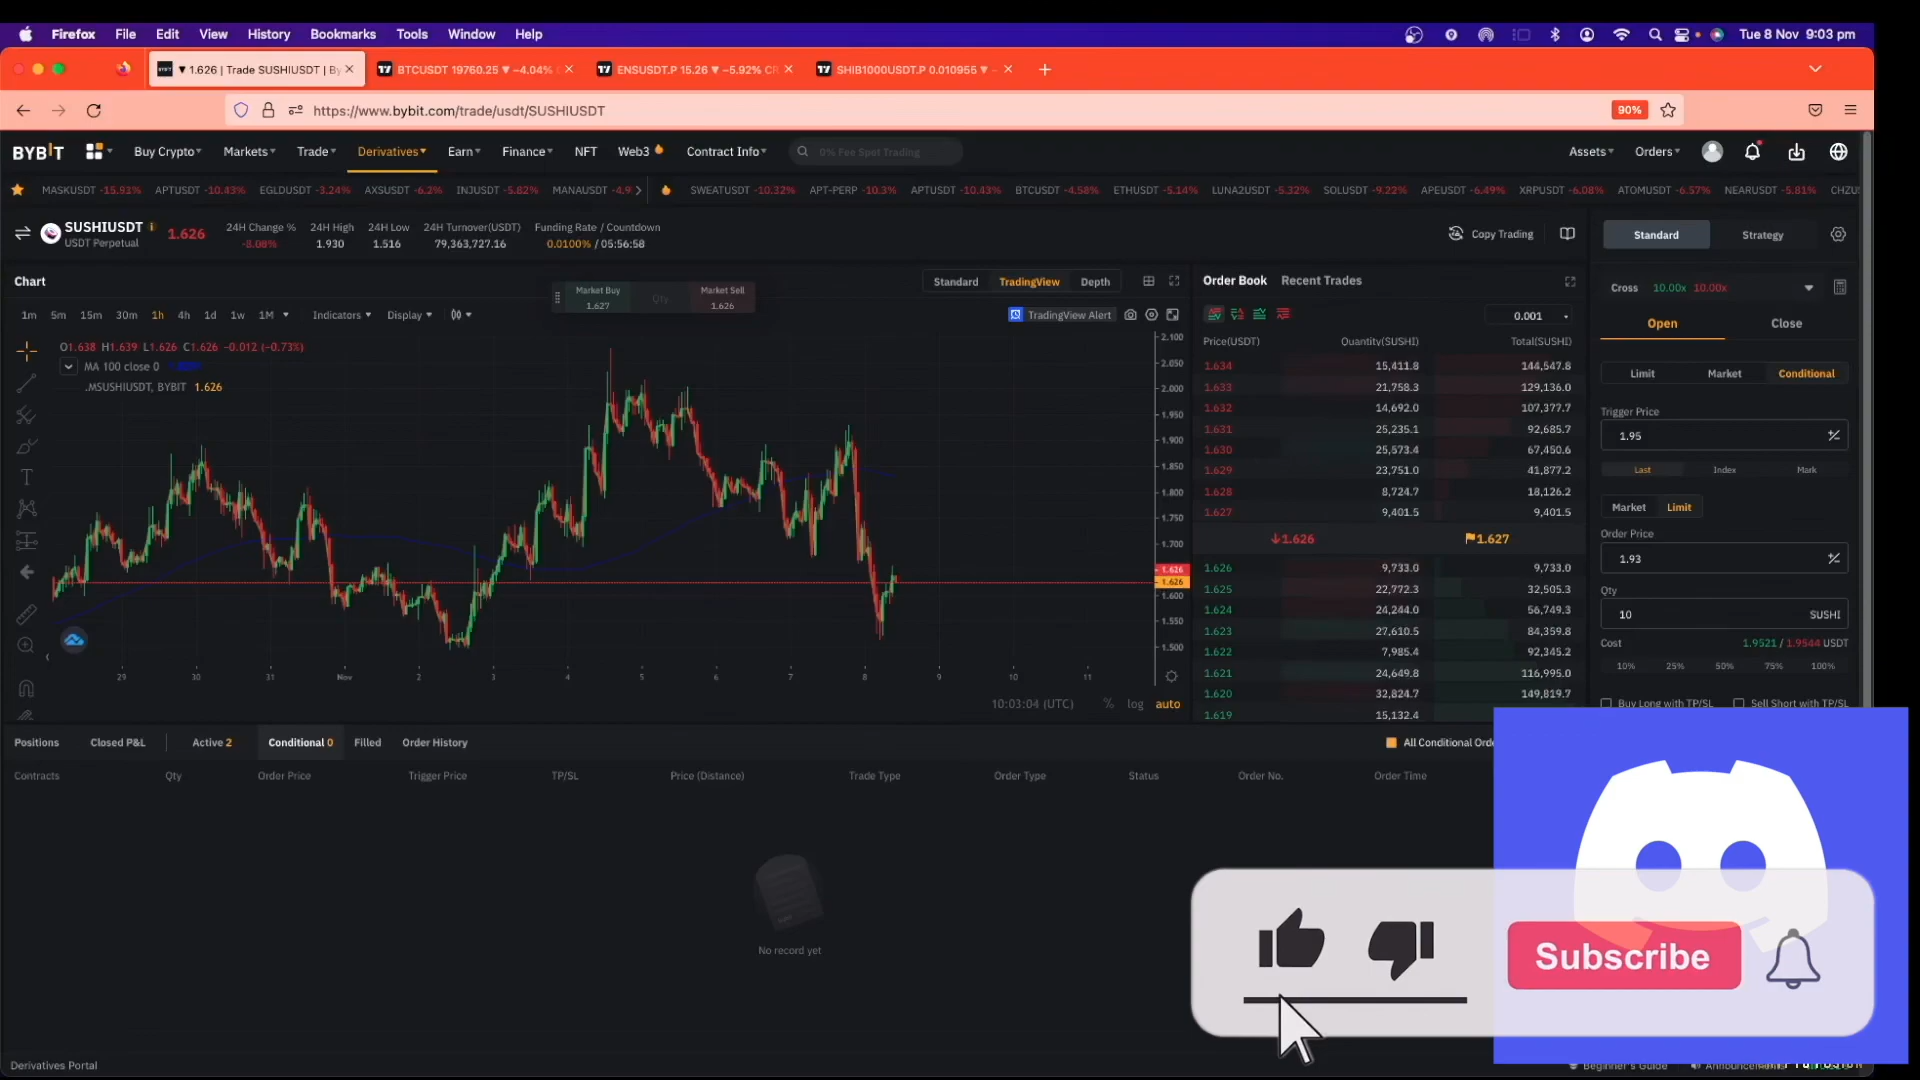 Firefox File Edit View History Bookmarks Tools Window Help Tue 8 Nov 9:03 pm
▼ 1.626 | Trade SUSHIUSDT | By
BTCUSDT 19760.25 ▼ −4.04%
ENSUSDT.P 15.26 ▼ −5.92%
SHIB1000USDT.P 0.010955 ▼ −
https://www.bybit.com/trade/usdt/SUSHIUSDT 90%
BYBIT Buy Crypto Markets Trade Derivatives Earn Finance NFT Web3 Contract Info 0% Fee Spot Trading Assets Orders
MASKUSDT -15.91% APTUSDT -10.43% EGLDUSDT -3.24% AXSUSDT -6.2% INJUSDT -5.82% MANAUSDT -4.9 SWEATUSDT -10.32% APT-PERP -10.3% APTUSDT -10.43% BTCUSDT -4.58% ETHUSDT -5.14% LUNA2USDT -5.32% SOLUSDT -9.22% APEUSDT -6.49% XRPUSDT -6.08% ATOMUSDT -6.57% NEARUSDT -5.81% CHZUS
SUSHIUSDT
USDT Perpetual
1.626
24H Change % 24H High 24H Low 24H Turnover(USDT) Funding Rate / Countdown
-8.08% 1.930 1.516 79,363,727.16 0.0100% / 05:56:58
Copy Trading
Standard Strategy
Chart
Market Buy
1.627
Qty
Market Sell
1.626
Standard TradingView Depth
1m 5m 15m 30m 1h 4h 1d 1w 1M Indicators Display
TradingView Alert
O1.638 H1.639 L1.626 C1.626 -0.012 (-0.73%)
MA 100 close 0
.MSUSHIUSDT, BYBIT 1.626
2.100
2.050
2.000
1.950
1.900
1.850
1.800
1.750
1.700
1.626
1.626
1.600
1.550
1.500
29 30 31 Nov 2 3 4 5 6 7 8 9 10 11
10:03:04 (UTC) % log auto
Order Book Recent Trades
0.001
Price(USDT) Quantity(SUSHI) Total(SUSHI)
1.634 15,411.8 144,547.8
1.633 21,758.3 129,136.0
1.632 14,692.0 107,377.7
1.631 25,235.1 92,685.7
1.630 25,573.4 67,450.6
1.629 23,751.0 41,877.2
1.628 8,724.7 18,126.2
1.627 9,401.5 9,401.5
↓1.626 1.627
1.626 9,733.0 9,733.0
1.625 22,772.3 32,505.3
1.624 24,244.0 56,749.3
1.623 27,610.5 84,359.8
1.622 7,985.4 92,345.2
1.621 24,649.8 116,995.0
1.620 32,824.7 149,819.7
1.619 15,132.4
Cross 10.00x 10.00x
Open Close
Limit Market Conditional
Trigger Price
1.95
Last Index Mark
Market Limit
Order Price
1.93
Qty
10 SUSHI
Cost 1.9521 / 1.9544 USDT
10% 25% 50% 75% 100%
Buy Long with TP/SL Sell Short with TP/SL
Positions Closed P&L Active 2 Conditional 0 Filled Order History
All Conditional Orde
Contracts Qty Order Price Trigger Price TP/SL Price (Distance) Trade Type Order Type Status Order No. Order Time
No record yet
Subscribe
Derivatives Portal
Beginner's Guide